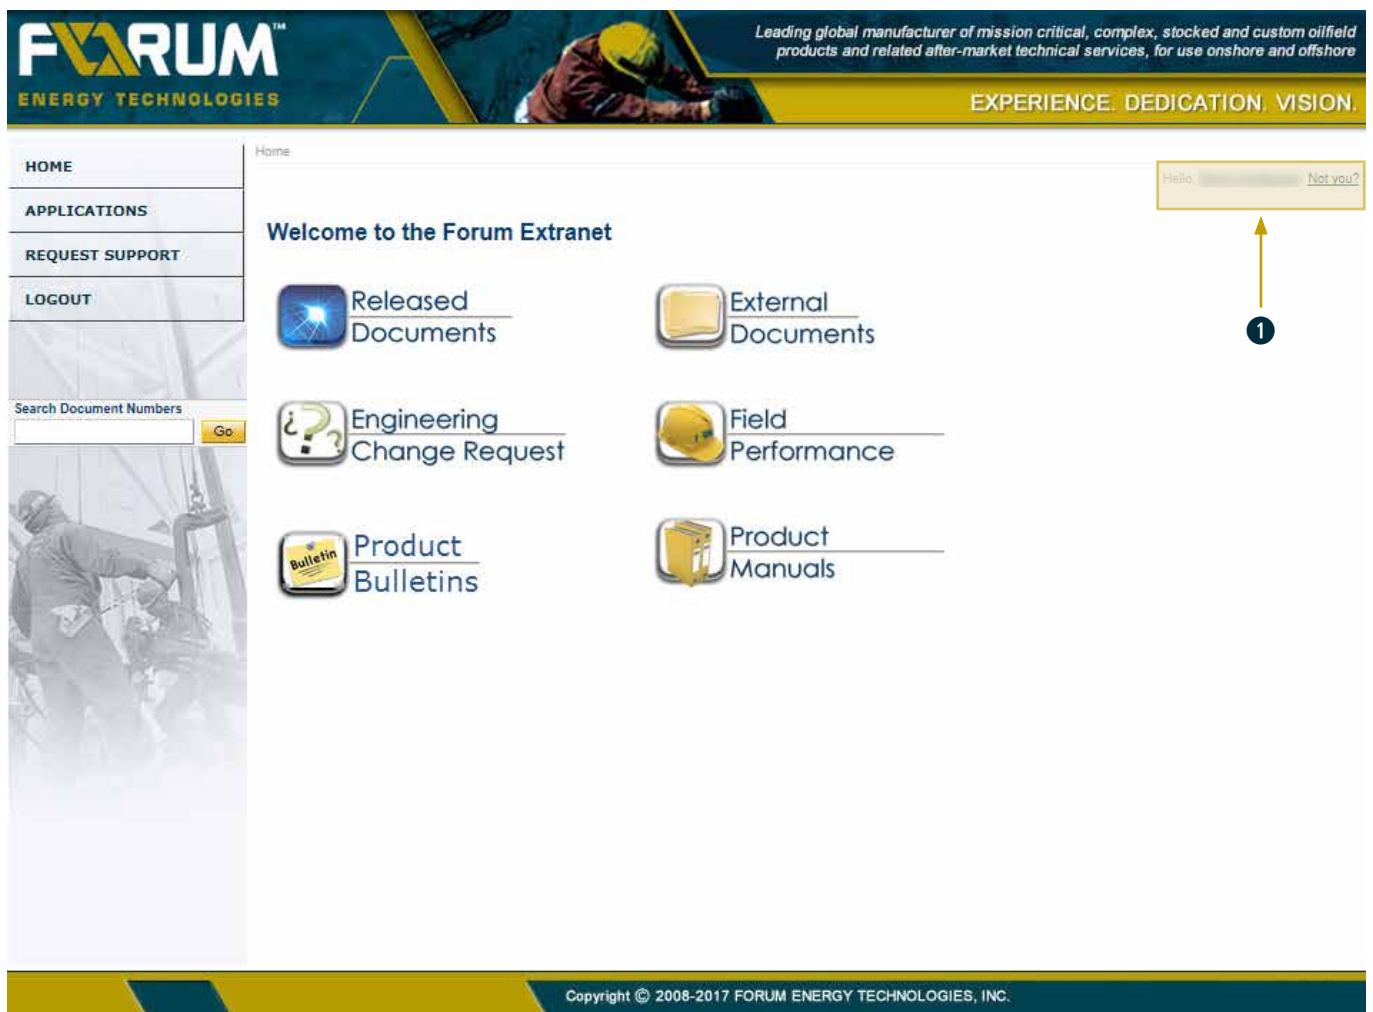 FORUM™
ENERGY TECHNOLOGIES
Leading global manufacturer of mission critical, complex, stocked and custom oilfield
products and related after-market technical services, for use onshore and offshore
EXPERIENCE. DEDICATION. VISION.
HOME
APPLICATIONS
REQUEST SUPPORT
LOGOUT
Search Document Numbers
Go
Home
Hello, Not you?
1
Welcome to the Forum Extranet
Released
Documents
External
Documents
Engineering
Change Request
Field
Performance
Bulletin
Product
Bulletins
Product
Manuals
Copyright © 2008-2017 FORUM ENERGY TECHNOLOGIES, INC.